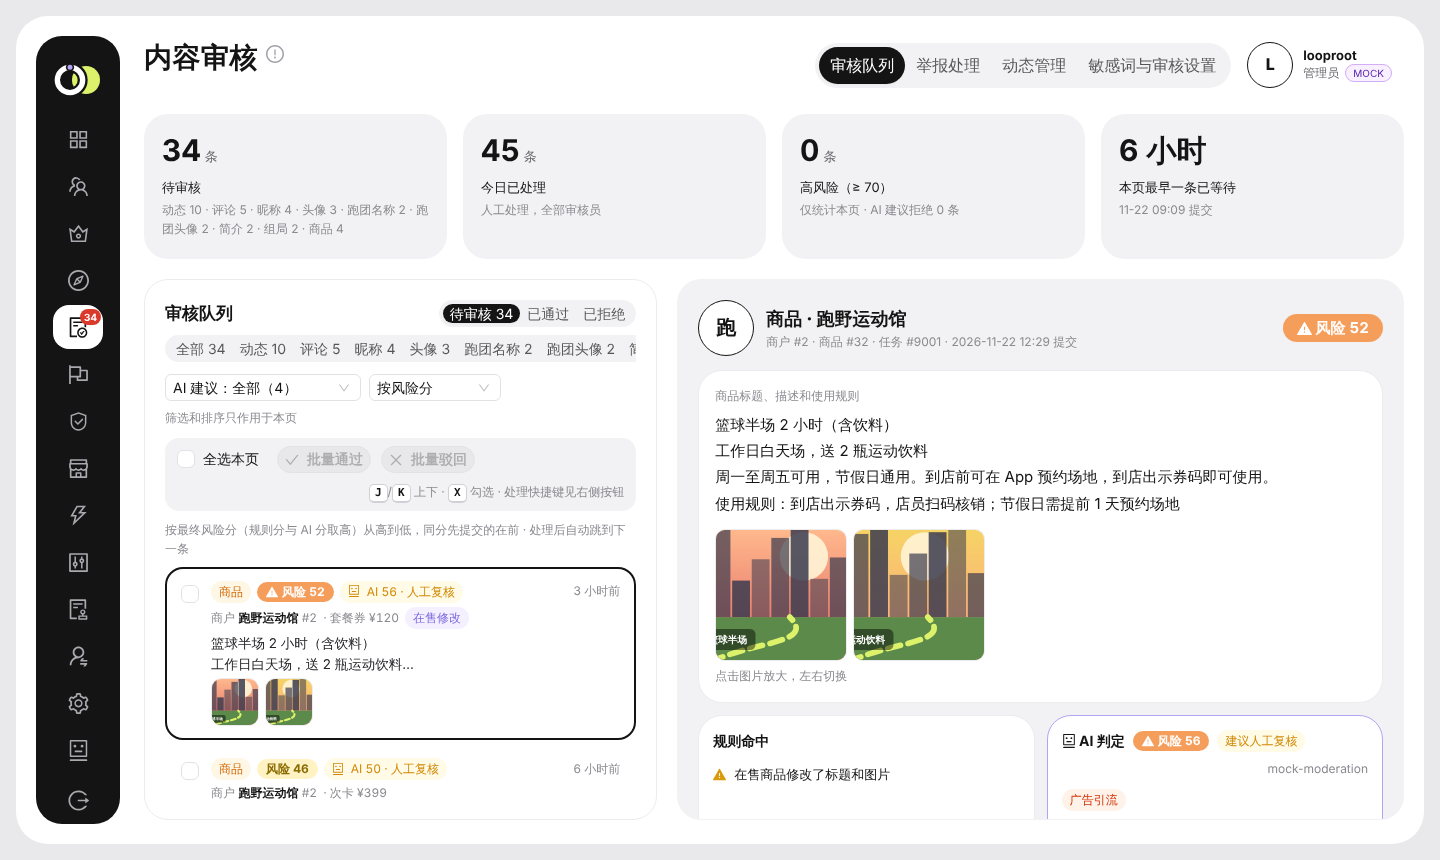 内容审核
审核队列 举报处理 动态管理 敏感词与审核设置
L
looproot
管理员 MOCK
34
34 条
待审核
动态 10 · 评论 5 · 昵称 4 · 头像 3 · 跑团名称 2 · 跑
团头像 2 · 简介 2 · 组局 2 · 商品 4
45 条
今日已处理
人工处理，全部审核员
0 条
高风险（≥ 70）
仅统计本页 · AI 建议拒绝 0 条
6 小时
本页最早一条已等待
11-22 09:09 提交
审核队列
待审核 34 已通过 已拒绝
全部 34 动态 10 评论 5 昵称 4 头像 3 跑团名称 2 跑团头像 2
AI 建议：全部（4） 按风险分
筛选和排序只作用于本页
全选本页 批量通过 批量驳回
J/K 上下 · X 勾选 · 处理快捷键见右侧按钮
按最终风险分（规则分与 AI 分取高）从高到低，同分先提交的在前 · 处理后自动跳到下
一条
商品 风险 52 AI 56 · 人工复核 3 小时前
商户 跑野运动馆 #2 · 套餐券 ¥120 在售修改
篮球半场 2 小时（含饮料）
工作日白天场，送 2 瓶运动饮料...
商品 风险 46 AI 50 · 人工复核 6 小时前
商户 跑野运动馆 #2 · 次卡 ¥399
跑
商品 · 跑野运动馆
商户 #2 · 商品 #32 · 任务 #9001 · 2026-11-22 12:29 提交
风险 52
商品标题、描述和使用规则
篮球半场 2 小时（含饮料）
工作日白天场，送 2 瓶运动饮料
周一至周五可用，节假日通用。到店前可在 App 预约场地，到店出示券码即可使用。
使用规则：到店出示券码，店员扫码核销；节假日需提前 1 天预约场地
球半场 动饮料
点击图片放大，左右切换
规则命中
在售商品修改了标题和图片
AI 判定 风险 56 建议人工复核
mock-moderation
广告引流